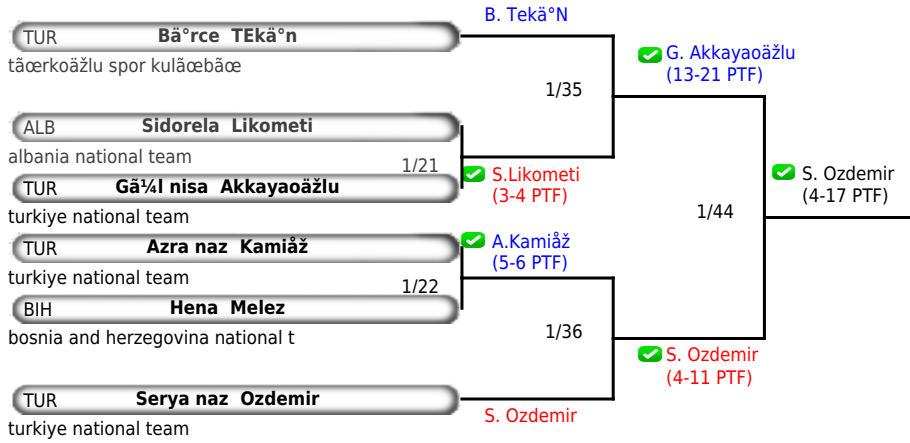 B. Tekä°N
TUR Bä°rce TEkä°n
tãœrkoäžlu spor kulãœbãœ
G. Akkayaoäžlu
(13-21 PTF)
1/35
ALB Sidorela Likometi
albania national team
1/21
S.Likometi
(3-4 PTF)
TUR Gã¼l nisa Akkayaoäžlu
turkiye national team
S. Ozdemir
(4-17 PTF)
1/44
TUR Azra naz Kamiåž
turkiye national team
A.Kamiåž
(5-6 PTF)
1/22
BIH Hena Melez
bosnia and herzegovina national t
1/36
S. Ozdemir
(4-11 PTF)
TUR Serya naz Ozdemir
turkiye national team
S. Ozdemir